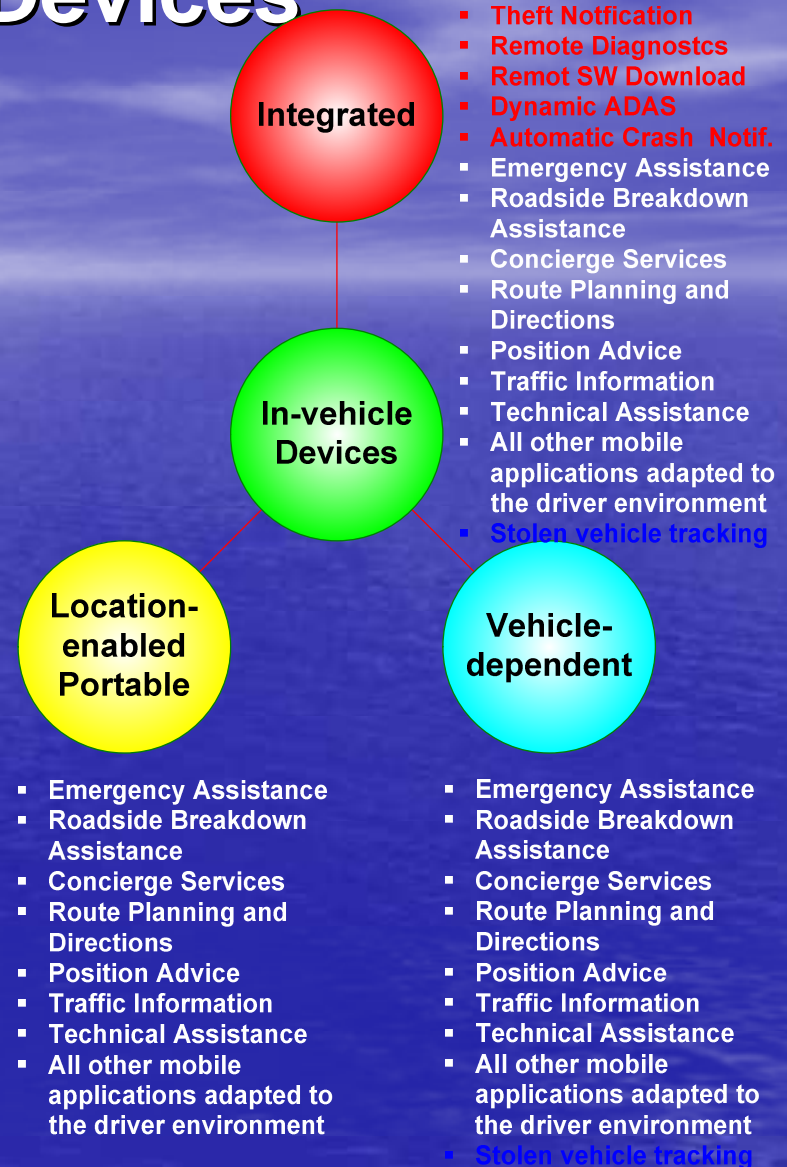 Devices
Integrated
▪ Theft Notfication
▪ Remote Diagnostcs
▪ Remot SW Download
▪ Dynamic ADAS
▪ Automatic Crash  Notif.
▪ Emergency Assistance
▪ Roadside Breakdown
Assistance
▪ Concierge Services
▪ Route Planning and
Directions
▪ Position Advice
▪ Traffic Information
▪ Technical Assistance
▪ All other mobile
applications adapted to
the driver environment
▪ Stolen vehicle tracking
In-vehicle
Devices
Location-
enabled
Portable
▪ Emergency Assistance
▪ Roadside Breakdown
Assistance
▪ Concierge Services
▪ Route Planning and
Directions
▪ Position Advice
▪ Traffic Information
▪ Technical Assistance
▪ All other mobile
applications adapted to
the driver environment
Vehicle-
dependent
▪ Emergency Assistance
▪ Roadside Breakdown
Assistance
▪ Concierge Services
▪ Route Planning and
Directions
▪ Position Advice
▪ Traffic Information
▪ Technical Assistance
▪ All other mobile
applications adapted to
the driver environment
▪ Stolen vehicle tracking